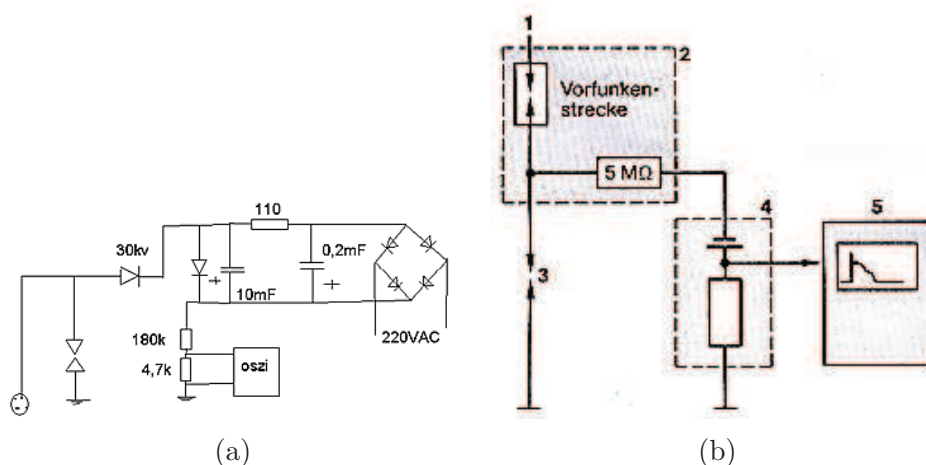 110
30kv
0,2mF
+
+
10mF
220VAC
180k
4,7k
oszi
(a)
1
2
Vorfunken-
strecke
5 MΩ
4
5
3
(b)